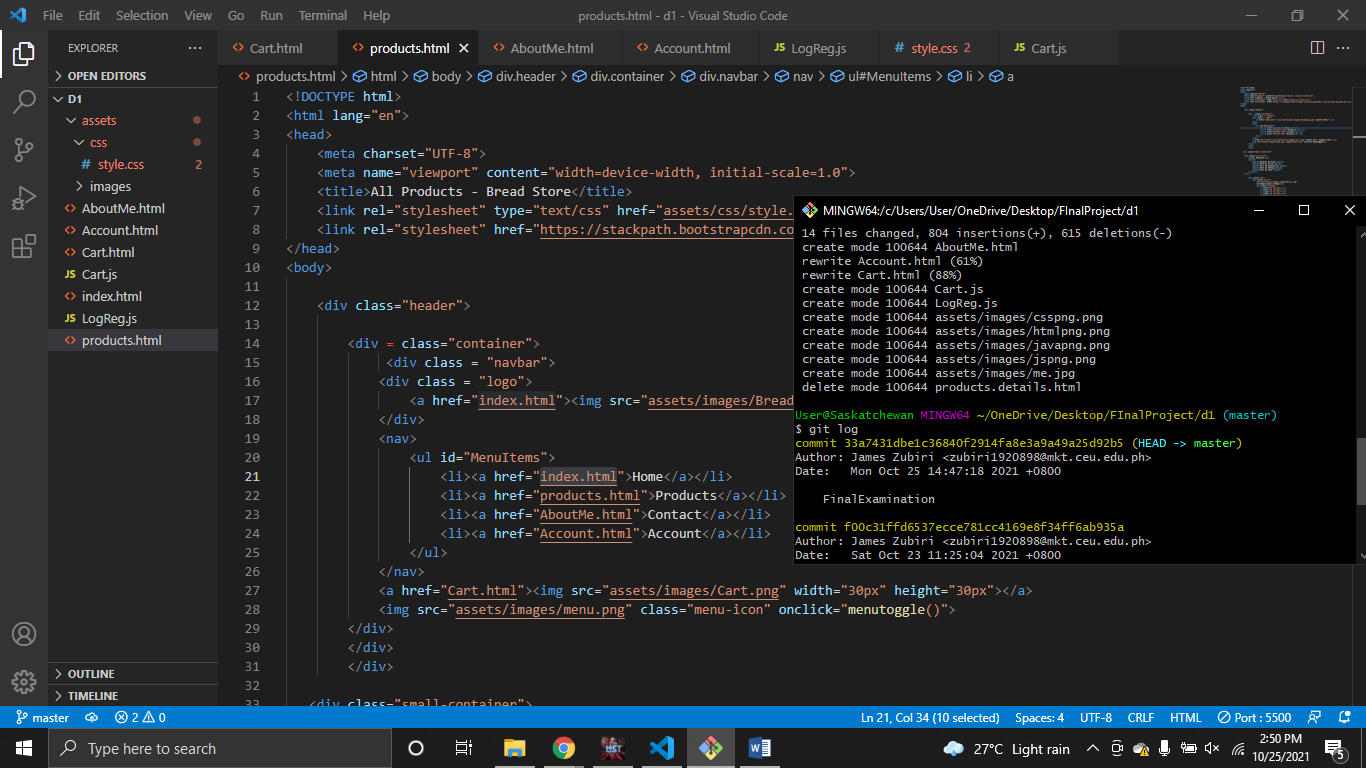 File Edit Selection View Go Run Terminal Help products.html - d1 - Visual Studio Code
EXPLORER
OPEN EDITORS
D1
assets
css
# style.css 2
images
<> AboutMe.html
<> Account.html
<> Cart.html
JS Cart.js
<> index.html
JS LogReg.js
<> products.html
OUTLINE
TIMELINE
<> Cart.html <> products.html <> AboutMe.html <> Account.html JS LogReg.js # style.css 2 JS Cart.js
<> products.html > html > body > div.header > div.container > div.navbar > nav > ul#MenuItems > li > a
1 <!DOCTYPE html>
2 <html lang="en">
3 <head>
4 <meta charset="UTF-8">
5 <meta name="viewport" content="width=device-width, initial-scale=1.0">
6 <title>All Products - Bread Store</title>
7 <link rel="stylesheet" type="text/css" href="assets/css/style.
8 <link rel="stylesheet" href="https://stackpath.bootstrapcdn.co
9 </head>
10 <body>
11
12 <div class="header">
13
14 <div = class="container">
15 <div class = "navbar">
16 <div class = "logo">
17 <a href="index.html"><img src="assets/images/Bread
18 </div>
19 <nav>
20 <ul id="MenuItems">
21 <li><a href="index.html">Home</a></li>
22 <li><a href="products.html">Products</a></li>
23 <li><a href="AboutMe.html">Contact</a></li>
24 <li><a href="Account.html">Account</a></li>
25 </ul>
26 </nav>
27 <a href="Cart.html"><img src="assets/images/Cart.png" width="30px" height="30px"></a>
28 <img src="assets/images/menu.png" class="menu-icon" onclick="menutoggle()">
29 </div>
30 </div>
31 </div>
32
33 <div class="small-container">
MINGW64:/c/Users/User/OneDrive/Desktop/FInalProject/d1
14 files changed, 804 insertions(+), 615 deletions(-)
create mode 100644 AboutMe.html
rewrite Account.html (61%)
rewrite Cart.html (88%)
create mode 100644 Cart.js
create mode 100644 LogReg.js
create mode 100644 assets/images/csspng.png
create mode 100644 assets/images/htmlpng.png
create mode 100644 assets/images/javapng.png
create mode 100644 assets/images/jspng.png
create mode 100644 assets/images/me.jpg
delete mode 100644 products.details.html
User@Saskatchewan MINGW64 ~/OneDrive/Desktop/FInalProject/d1 (master)
$ git log
commit 33a7431dbe1c36840f2914fa8e3a9a49a25d92b5 (HEAD -> master)
Author: James Zubiri <zubiri1920898@mkt.ceu.edu.ph>
Date: Mon Oct 25 14:47:18 2021 +0800
FinalExamination
commit f00c31ffd6537ecce781cc4169e8f34ff6ab935a
Author: James Zubiri <zubiri1920898@mkt.ceu.edu.ph>
Date: Sat Oct 23 11:25:04 2021 +0800
master 2 0 Ln 21, Col 34 (10 selected) Spaces: 4 UTF-8 CRLF HTML Port : 5500
Type here to search
27°C Light rain
2:50 PM
10/25/2021
5